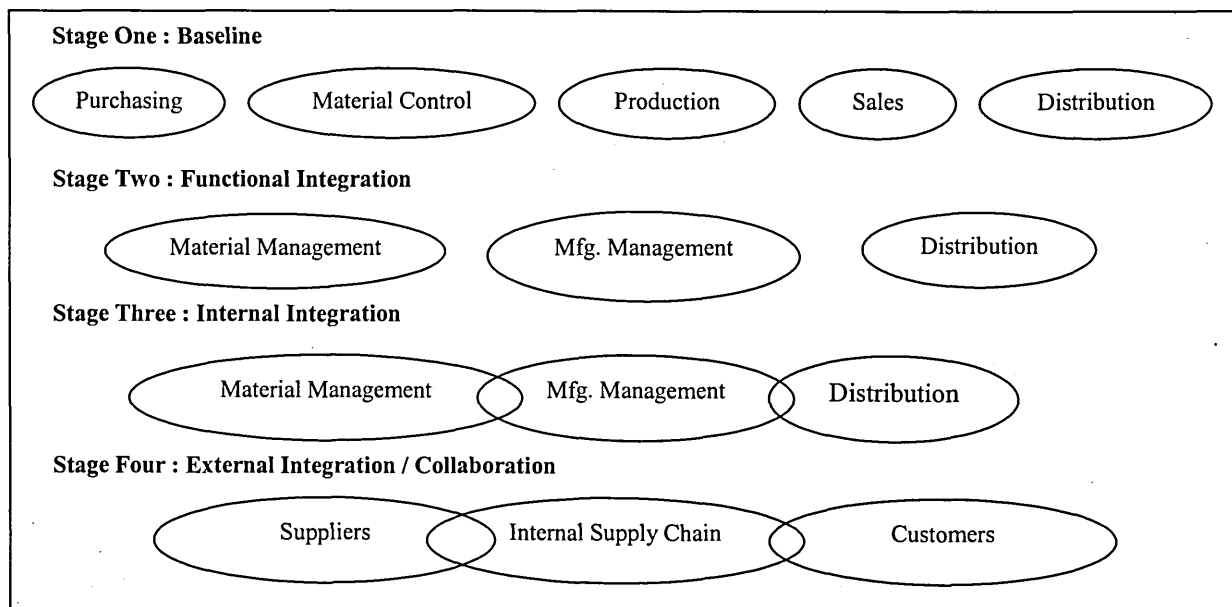 Stage One : Baseline
Purchasing Material Control Production Sales Distribution
Stage Two : Functional Integration
Material Management Mfg. Management Distribution
Stage Three : Internal Integration
Material Management Mfg. Management Distribution
Stage Four : External Integration / Collaboration
Suppliers Internal Supply Chain Customers